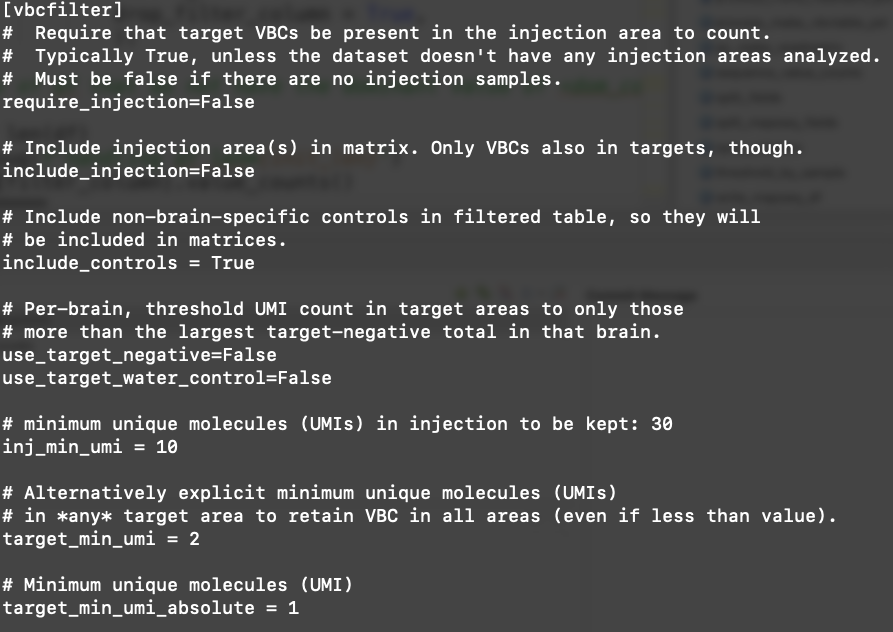 [vbcfilter]
#  Require that target VBCs be present in the injection area to count.
#  Typically True, unless the dataset doesn't have any injection areas analyzed.
#  Must be false if there are no injection samples.
require_injection=False
# Include injection area(s) in matrix. Only VBCs also in targets, though.
include_injection=False
# Include non-brain-specific controls in filtered table, so they will
# be included in matrices.
include_controls = True
# Per-brain, threshold UMI count in target areas to only those
# more than the largest target-negative total in that brain.
use_target_negative=False
use_target_water_control=False
# minimum unique molecules (UMIs) in injection to be kept: 30
inj_min_umi = 10
# Alternatively explicit minimum unique molecules (UMIs)
# in *any* target area to retain VBC in all areas (even if less than value).
target_min_umi = 2
# Minimum unique molecules (UMI)
target_min_umi_absolute = 1